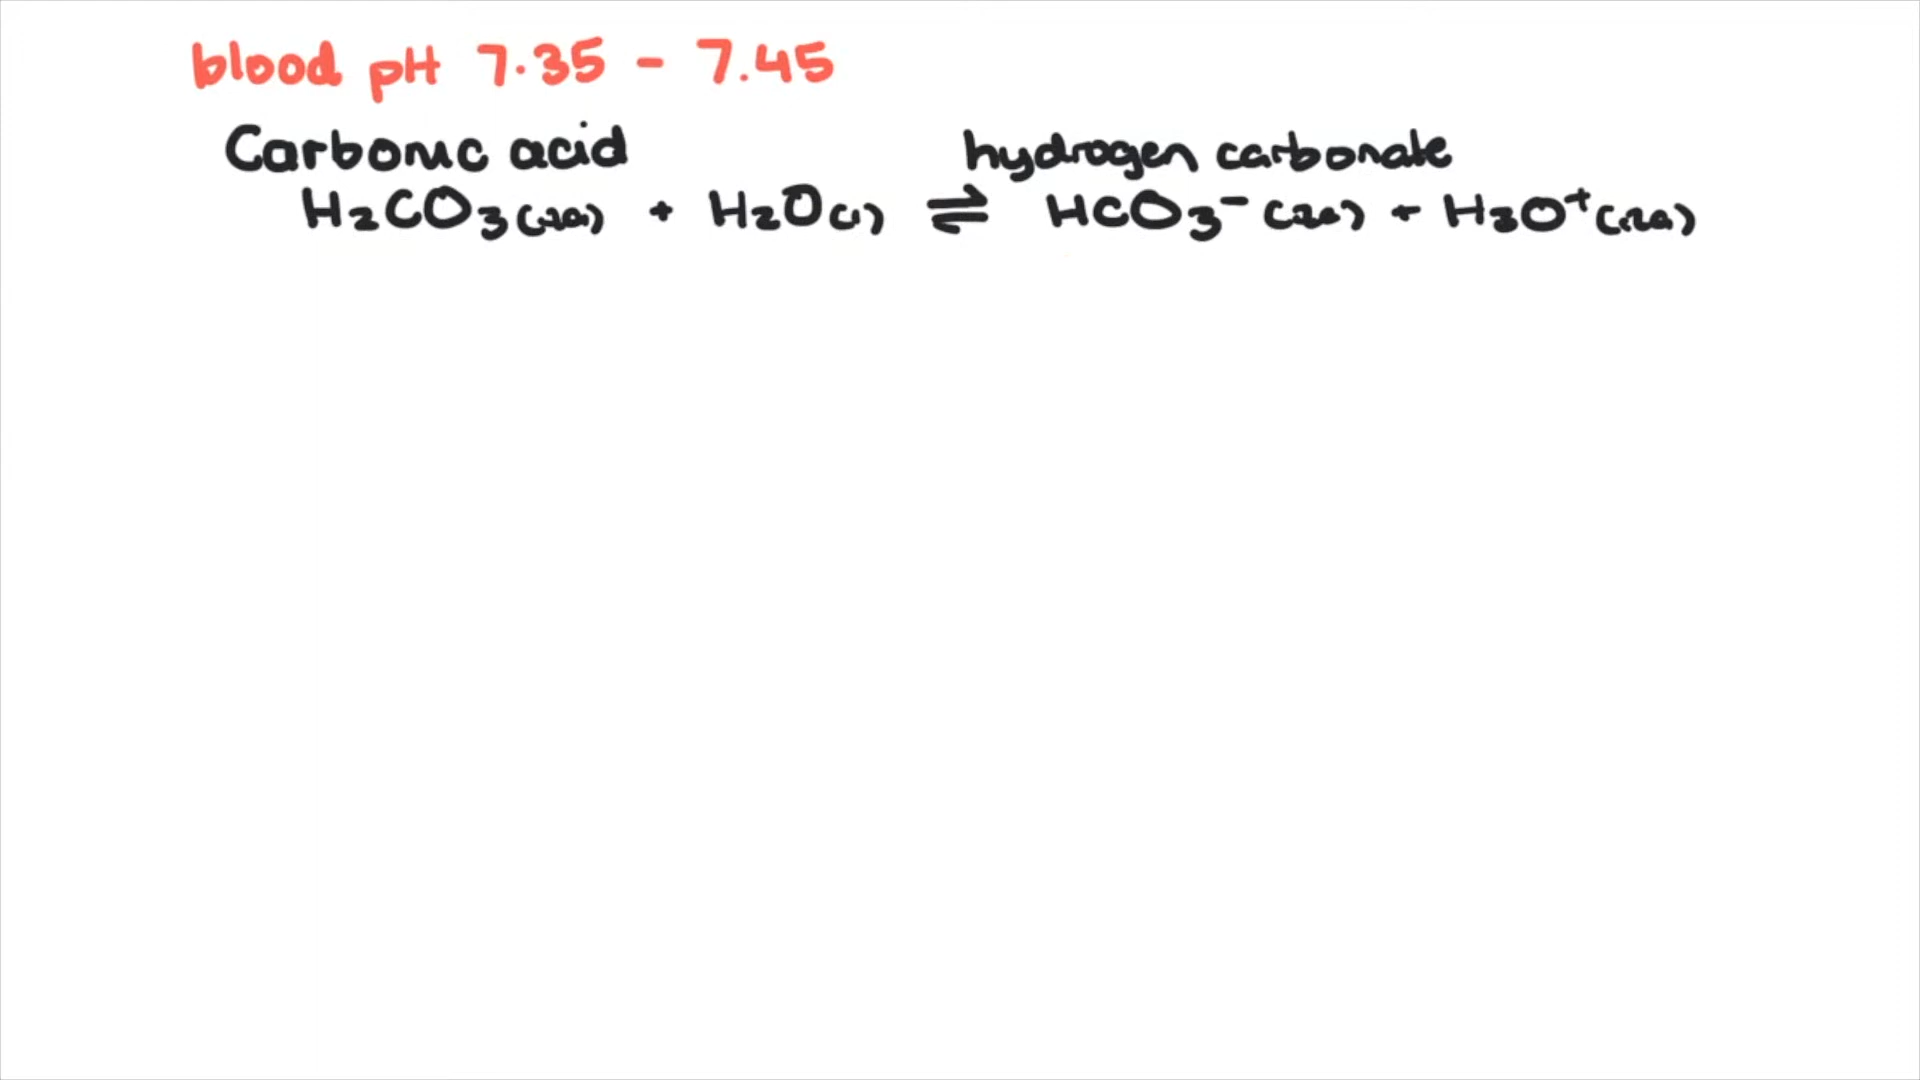 blood pH 7.35 - 7.45
Carbonic acid hydrogen carbonate
H₂CO₃(aq) + H₂O(l) ⇌ HCO₃⁻(aq) + H₃O⁺(aq)